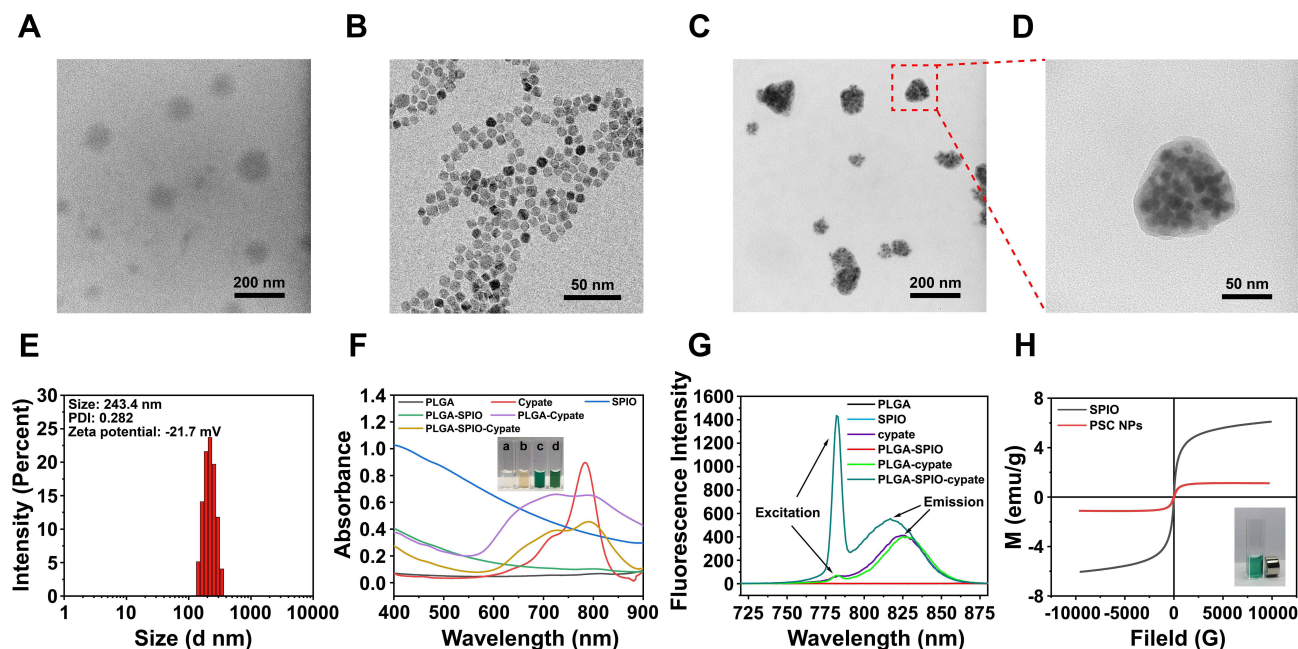 A
B
C
D
200 nm
50 nm
200 nm
50 nm
E
F
G
H
Intensity (Percent)
30
25
20
15
10
5
0
Size: 243.4 nm
PDI: 0.282
Zeta potential: -21.7 mV
1
10
100
1000
10000
Size (d nm)
Absorbance
1.4
1.2
1.0
0.8
0.6
0.4
0.2
0.0
PLGA
Cypate
SPIO
PLGA-SPIO
PLGA-Cypate
PLGA-SPIO-Cypate
a b c d
400
500
600
700
800
900
Wavelength (nm)
Fluorescence Intensity
1600
1400
1200
1000
800
600
400
200
0
PLGA
SPIO
cypate
PLGA-SPIO
PLGA-cypate
PLGA-SPIO-cypate
Excitation
Emission
725
750
775
800
825
850
875
Wavelength (nm)
M (emu/g)
8
4
0
-4
-8
SPIO
PSC NPs
-10000
-5000
0
5000
10000
Fileld (G)